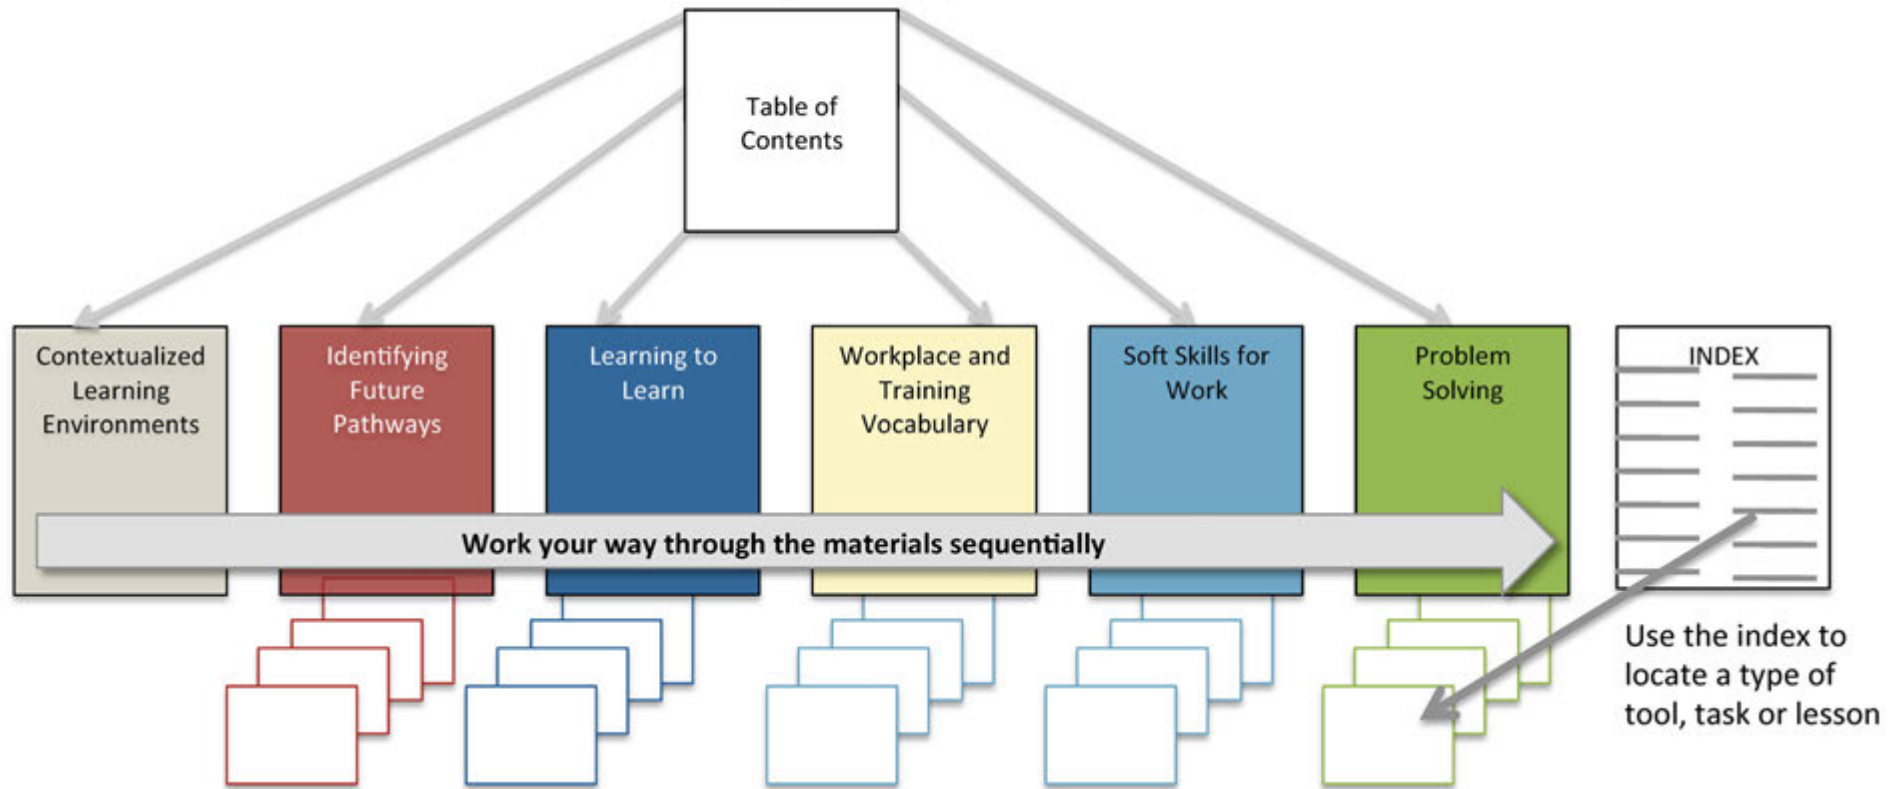 Table of
Contents
Contextualized
Learning
Environments
Identifying
Future
Pathways
Learning to
Learn
Workplace and
Training
Vocabulary
Soft Skills for
Work
Problem
Solving
INDEX
Work your way through the materials sequentially
Use the index to
locate a type of
tool, task or lesson